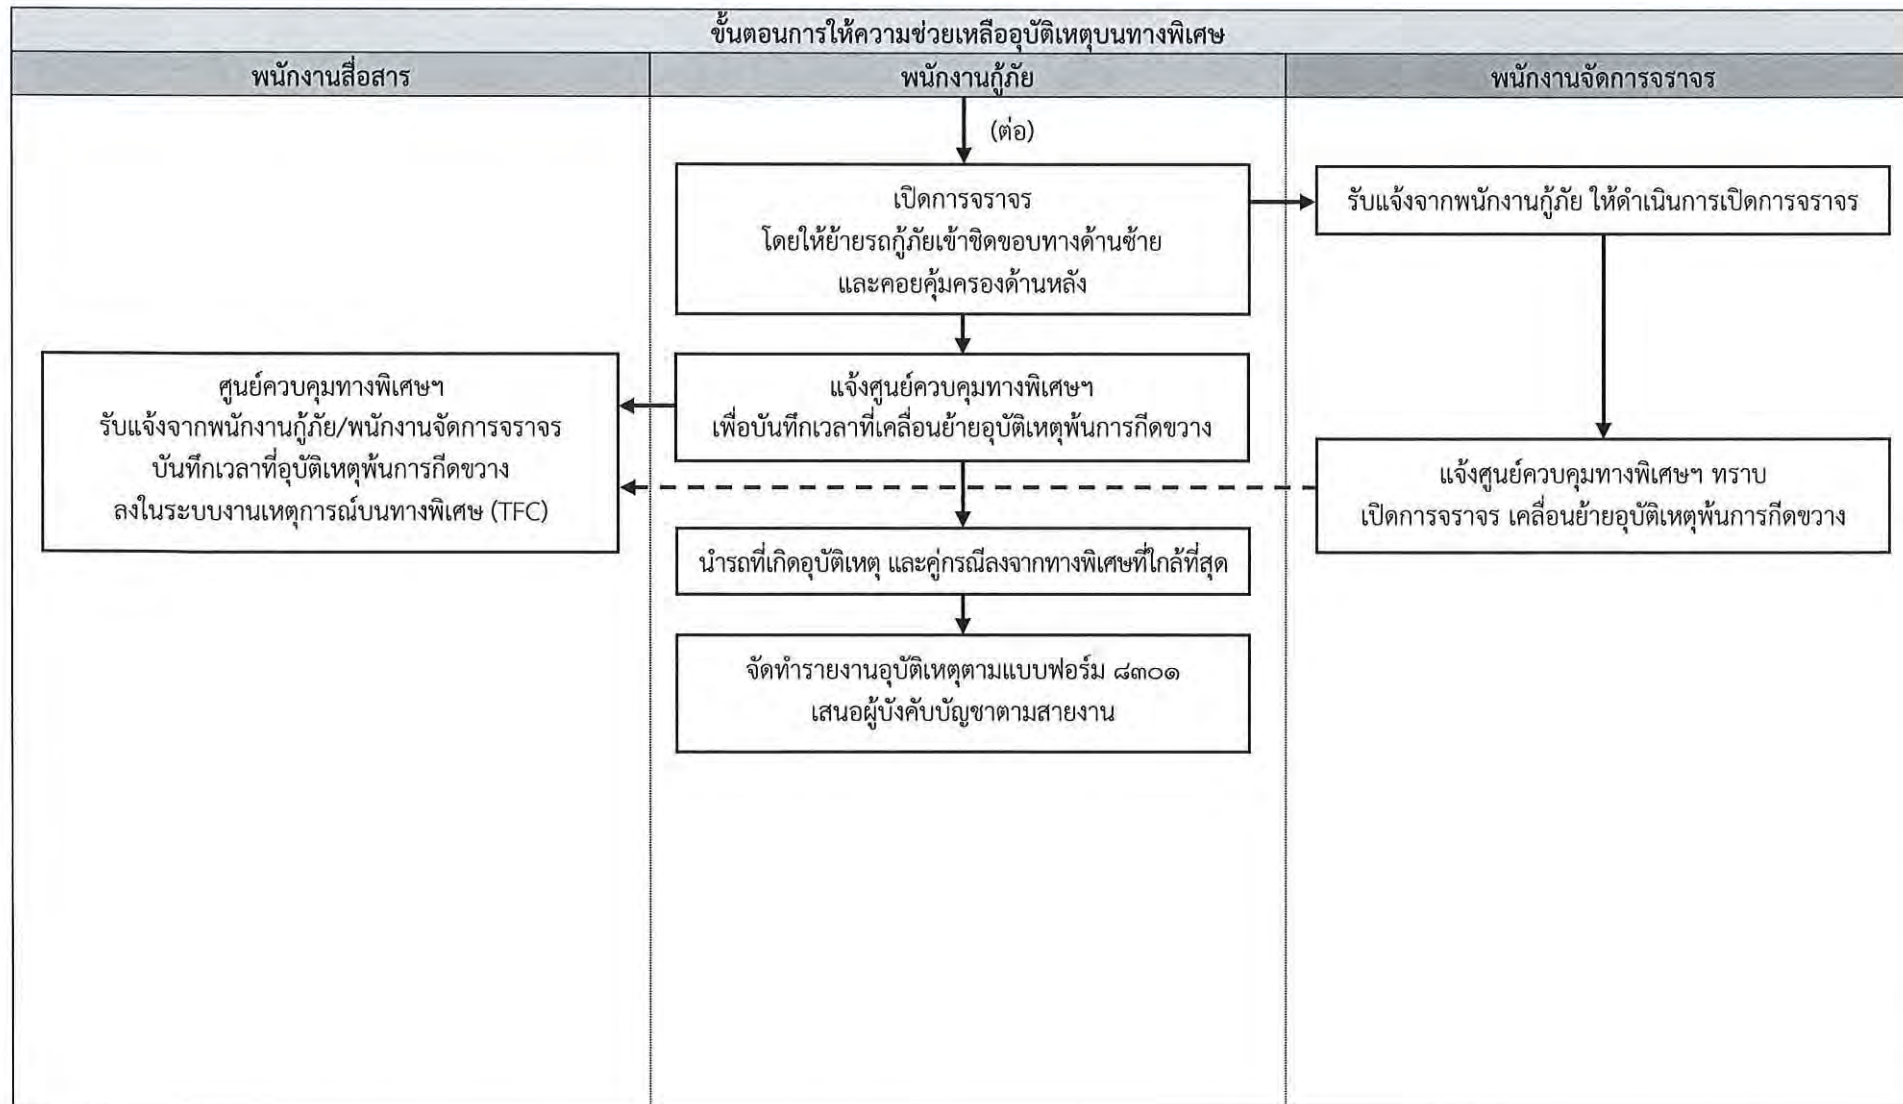 ขั้นตอนการให้ความช่วยเหลืออุบัติเหตุบนทางพิเศษ
พนักงานสื่อสาร
พนักงานกู้ภัย
พนักงานจัดการจราจร
(ต่อ)
เปิดการจราจร
โดยให้ย้ายรถกู้ภัยเข้าชิดขอบทางด้านซ้าย
และคอยคุ้มครองด้านหลัง
รับแจ้งจากพนักงานกู้ภัย ให้ดำเนินการเปิดการจราจร
ศูนย์ควบคุมทางพิเศษฯ
รับแจ้งจากพนักงานกู้ภัย/พนักงานจัดการจราจร
บันทึกเวลาที่อุบัติเหตุพ้นการกีดขวาง
ลงในระบบงานเหตุการณ์บนทางพิเศษ (TFC)
แจ้งศูนย์ควบคุมทางพิเศษฯ
เพื่อบันทึกเวลาที่เคลื่อนย้ายอุบัติเหตุพ้นการกีดขวาง
แจ้งศูนย์ควบคุมทางพิเศษฯ ทราบ
เปิดการจราจร เคลื่อนย้ายอุบัติเหตุพ้นการกีดขวาง
นำรถที่เกิดอุบัติเหตุ และคู่กรณีลงจากทางพิเศษที่ใกล้ที่สุด
จัดทำรายงานอุบัติเหตุตามแบบฟอร์ม ๘๓๐๑
เสนอผู้บังคับบัญชาตามสายงาน